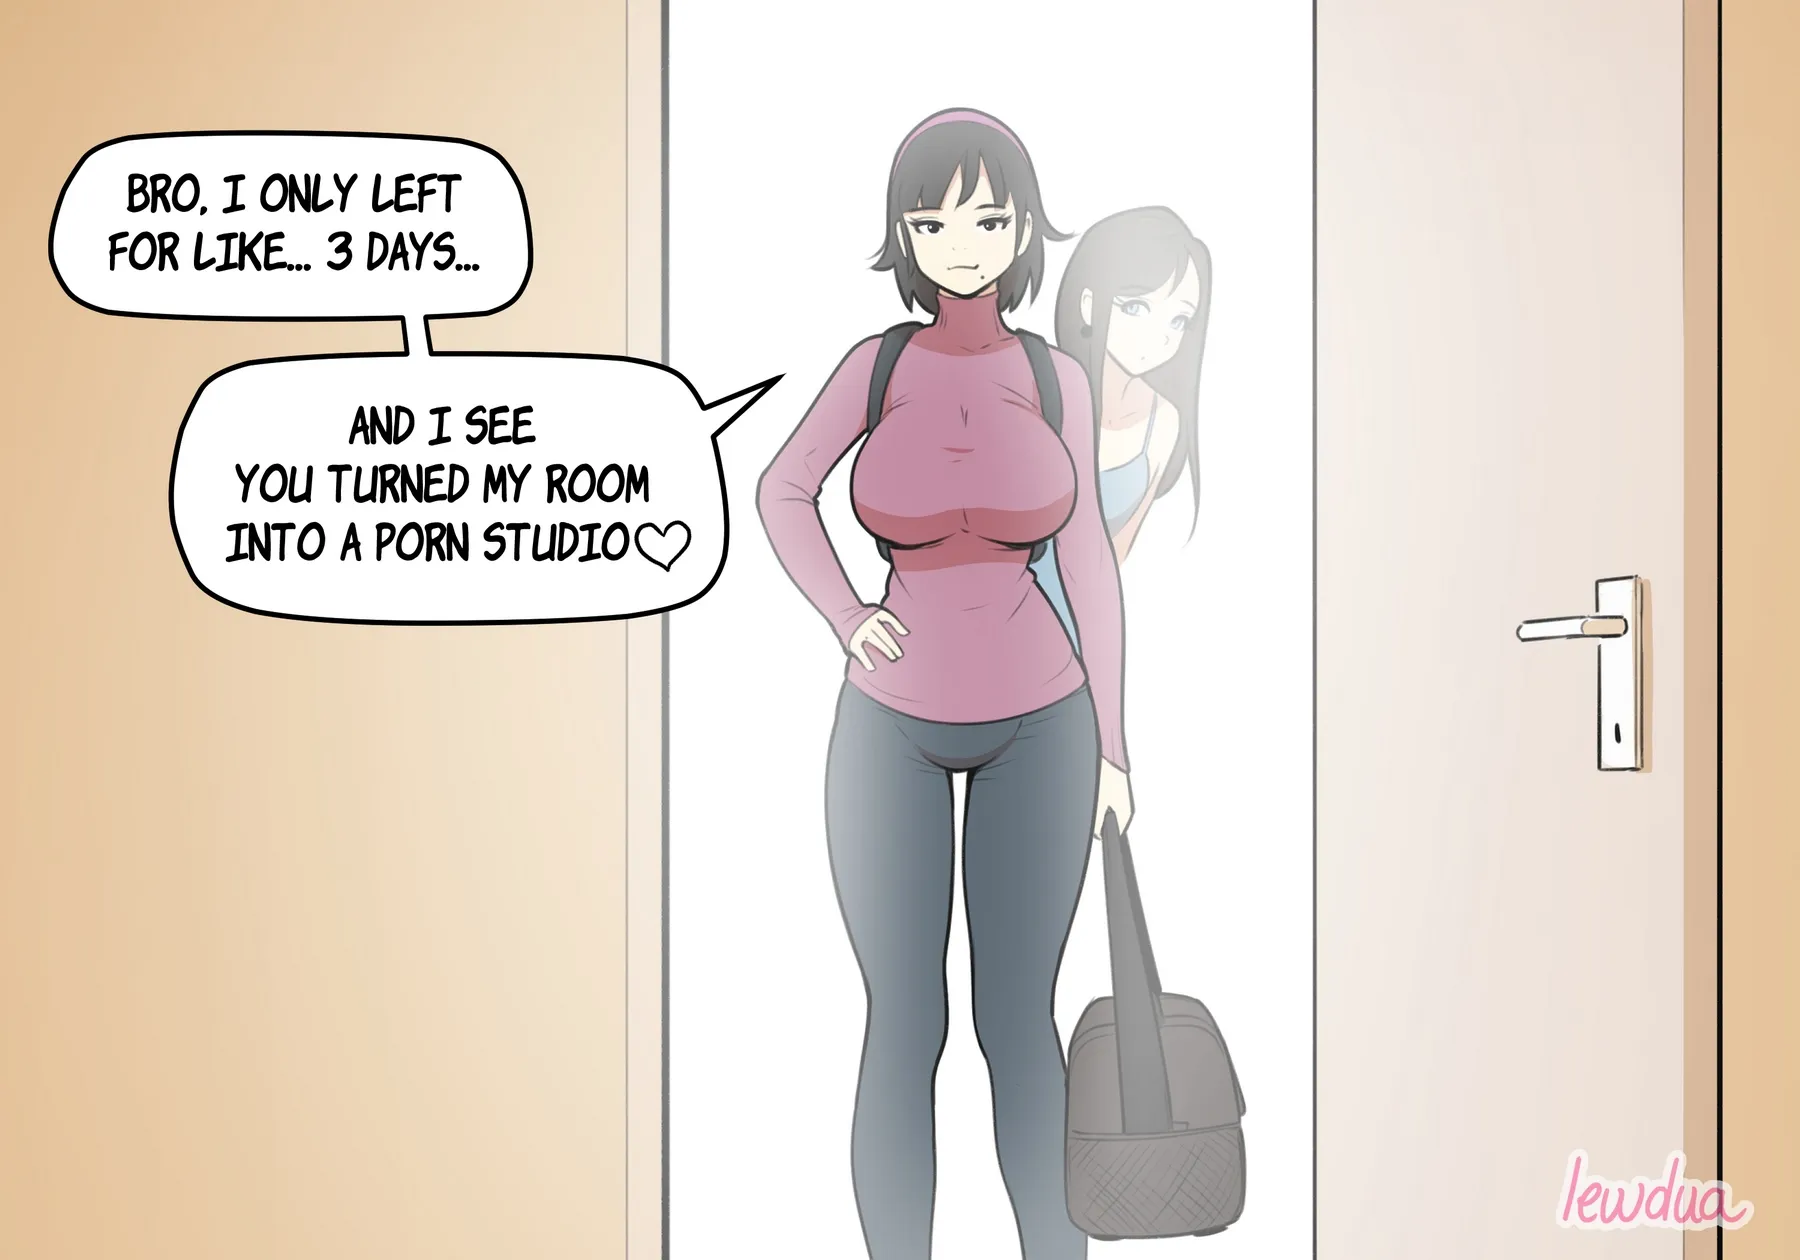 BRO, I ONLY LEFT
FOR LIKE... 3 DAYS...
AND I SEE
YOU TURNED MY ROOM
INTO A PORN STUDIO♡
lewdua